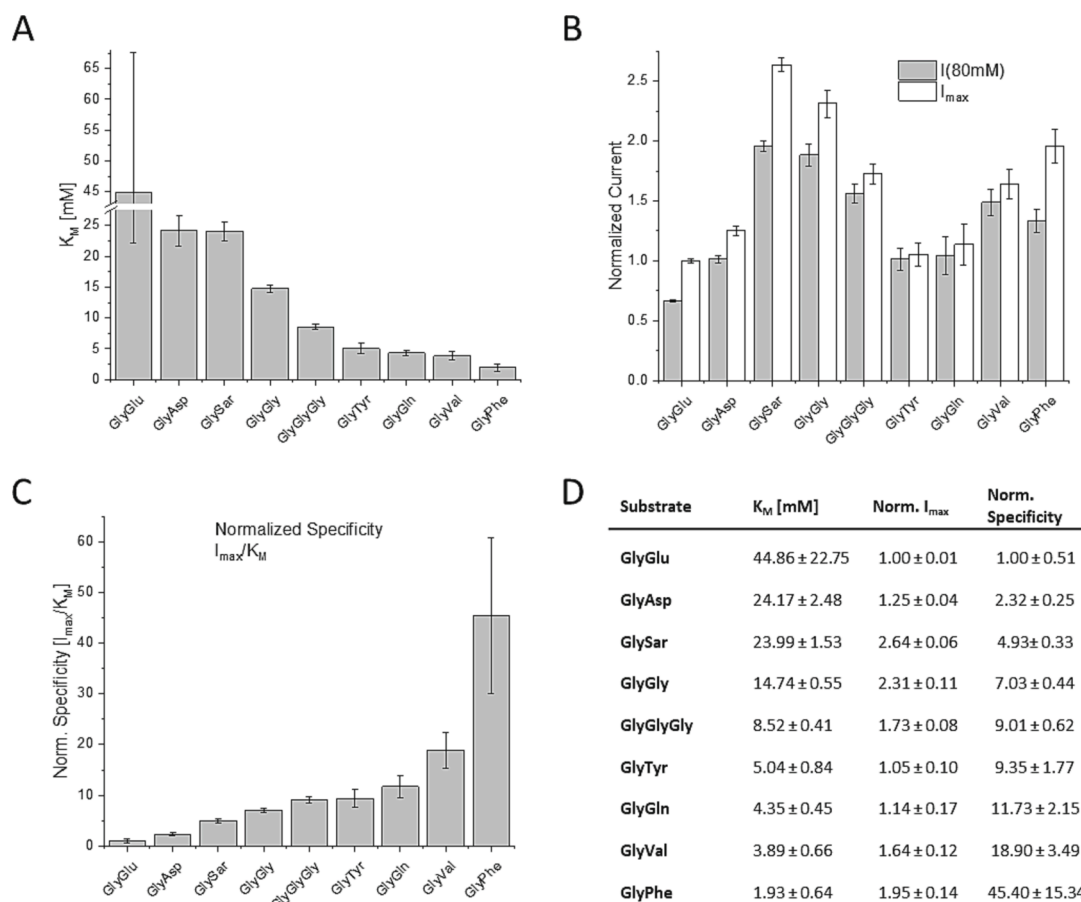 A
K_M [mM]
65
60
55
50
45
25
20
15
10
5
0
GlyGlu
GlyAsp
GlySar
GlyGly
GlyGlyGly
GlyTyr
GlyGln
GlyVal
GlyPhe
B
Normalized Current
2.5
2.0
1.5
1.0
0.5
0.0
I(80mM)
I_max
GlyGlu
GlyAsp
GlySar
GlyGly
GlyGlyGly
GlyTyr
GlyGln
GlyVal
GlyPhe
C
Normalized Specificity
I_max/K_M
Norm. Specificity [I_max/K_M]
60
50
40
30
20
10
0
GlyGlu
GlyAsp
GlySar
GlyGly
GlyGlyGly
GlyTyr
GlyGln
GlyVal
GlyPhe
D
Substrate K_M [mM] Norm. I_max Norm. Specificity
GlyGlu 44.86 ± 22.75 1.00 ± 0.01 1.00 ± 0.51
GlyAsp 24.17 ± 2.48 1.25 ± 0.04 2.32 ± 0.25
GlySar 23.99 ± 1.53 2.64 ± 0.06 4.93 ± 0.33
GlyGly 14.74 ± 0.55 2.31 ± 0.11 7.03 ± 0.44
GlyGlyGly 8.52 ± 0.41 1.73 ± 0.08 9.01 ± 0.62
GlyTyr 5.04 ± 0.84 1.05 ± 0.10 9.35 ± 1.77
GlyGln 4.35 ± 0.45 1.14 ± 0.17 11.73 ± 2.15
GlyVal 3.89 ± 0.66 1.64 ± 0.12 18.90 ± 3.49
GlyPhe 1.93 ± 0.64 1.95 ± 0.14 45.40 ± 15.34